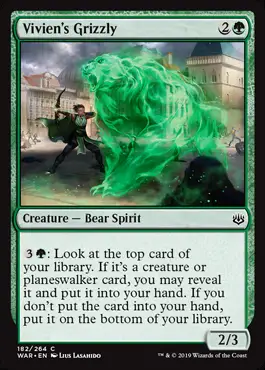 Vivien's Grizzly 2
Creature — Bear Spirit
3 : Look at the top card of
your library. If it's a creature or
planeswalker card, you may reveal
it and put it into your hand. If you
don't put the card into your hand,
put it on the bottom of your library.
2/3
182/264 C
WAR • EN LIUS LASAHIDO
™ & © 2019 Wizards of the Coast